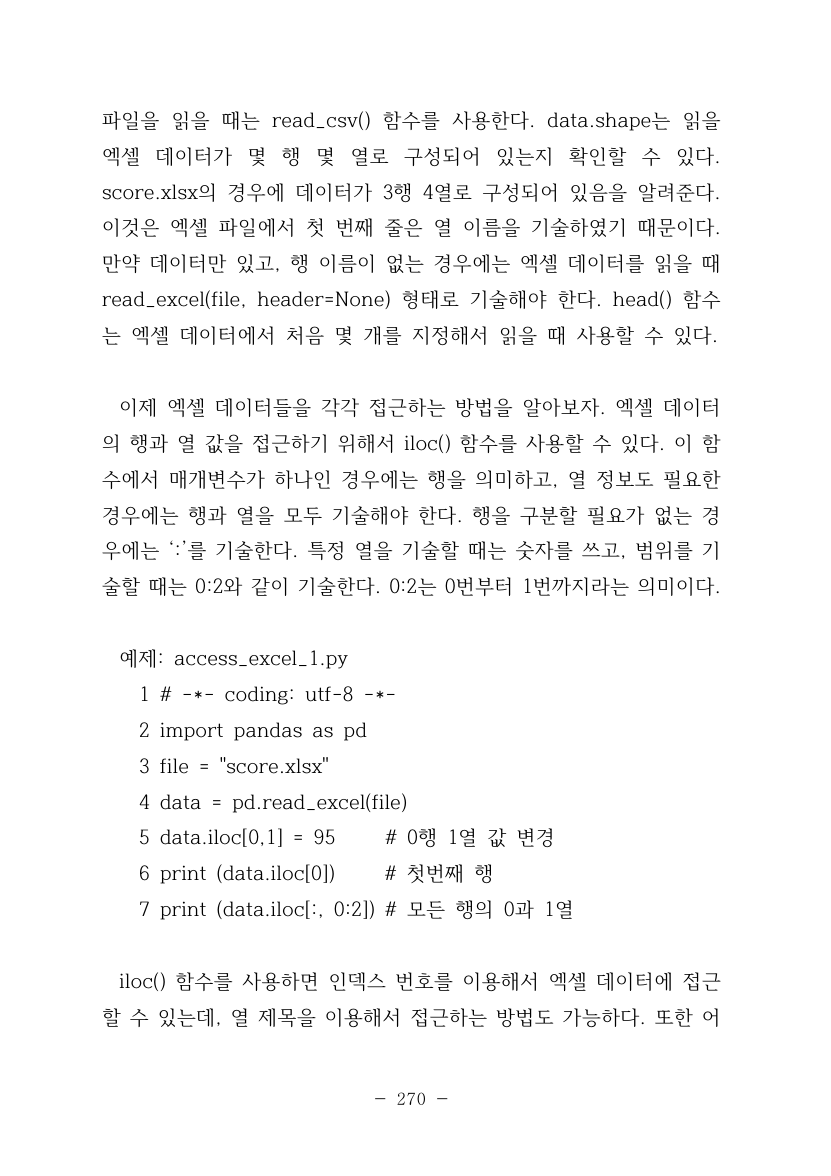 파일을 읽을 때는 read_csv() 함수를 사용한다. data.shape는 읽을
엑셀 데이터가 몇 행 몇 열로 구성되어 있는지 확인할 수 있다.
score.xlsx의 경우에 데이터가 3행 4열로 구성되어 있음을 알려준다.
이것은 엑셀 파일에서 첫 번째 줄은 열 이름을 기술하였기 때문이다.
만약 데이터만 있고, 행 이름이 없는 경우에는 엑셀 데이터를 읽을 때
read_excel(file, header=None) 형태로 기술해야 한다. head() 함수
는 엑셀 데이터에서 처음 몇 개를 지정해서 읽을 때 사용할 수 있다.
이제 엑셀 데이터들을 각각 접근하는 방법을 알아보자. 엑셀 데이터
의 행과 열 값을 접근하기 위해서 iloc() 함수를 사용할 수 있다. 이 함
수에서 매개변수가 하나인 경우에는 행을 의미하고, 열 정보도 필요한
경우에는 행과 열을 모두 기술해야 한다. 행을 구분할 필요가 없는 경
우에는 ‘:’를 기술한다. 특정 열을 기술할 때는 숫자를 쓰고, 범위를 기
술할 때는 0:2와 같이 기술한다. 0:2는 0번부터 1번까지라는 의미이다.
예제: access_excel_1.py
1 # -*- coding: utf-8 -*-
2 import pandas as pd
3 file = "score.xlsx"
4 data = pd.read_excel(file)
5 data.iloc[0,1] = 95 # 0행 1열 값 변경
6 print (data.iloc[0]) # 첫번째 행
7 print (data.iloc[:, 0:2]) # 모든 행의 0과 1열
iloc() 함수를 사용하면 인덱스 번호를 이용해서 엑셀 데이터에 접근
할 수 있는데, 열 제목을 이용해서 접근하는 방법도 가능하다. 또한 어
- 270 -